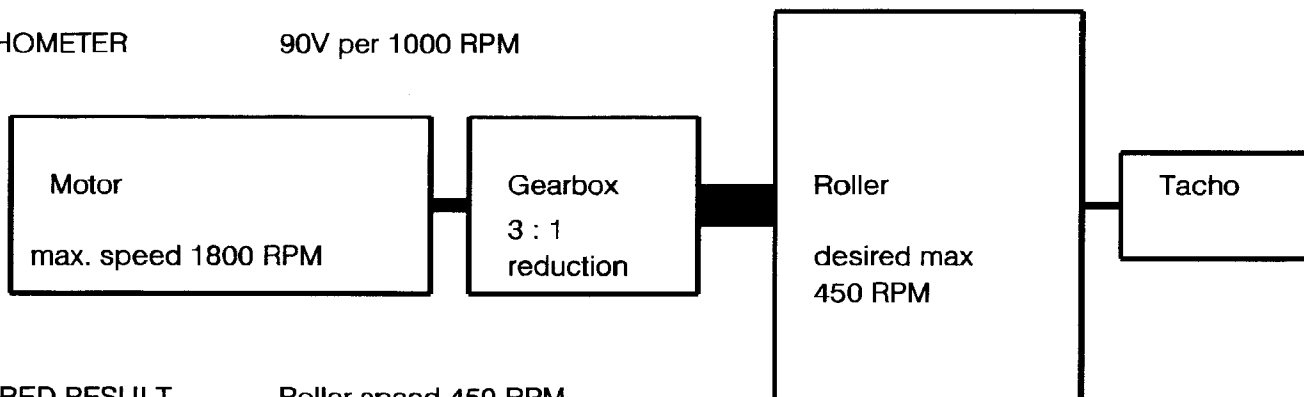 HOMETER 90V per 1000 RPM
Motor
max. speed 1800 RPM
Gearbox
3 : 1
reduction
Roller
desired max
450 RPM
Tacho
RED RESULT Roller speed 450 RPM